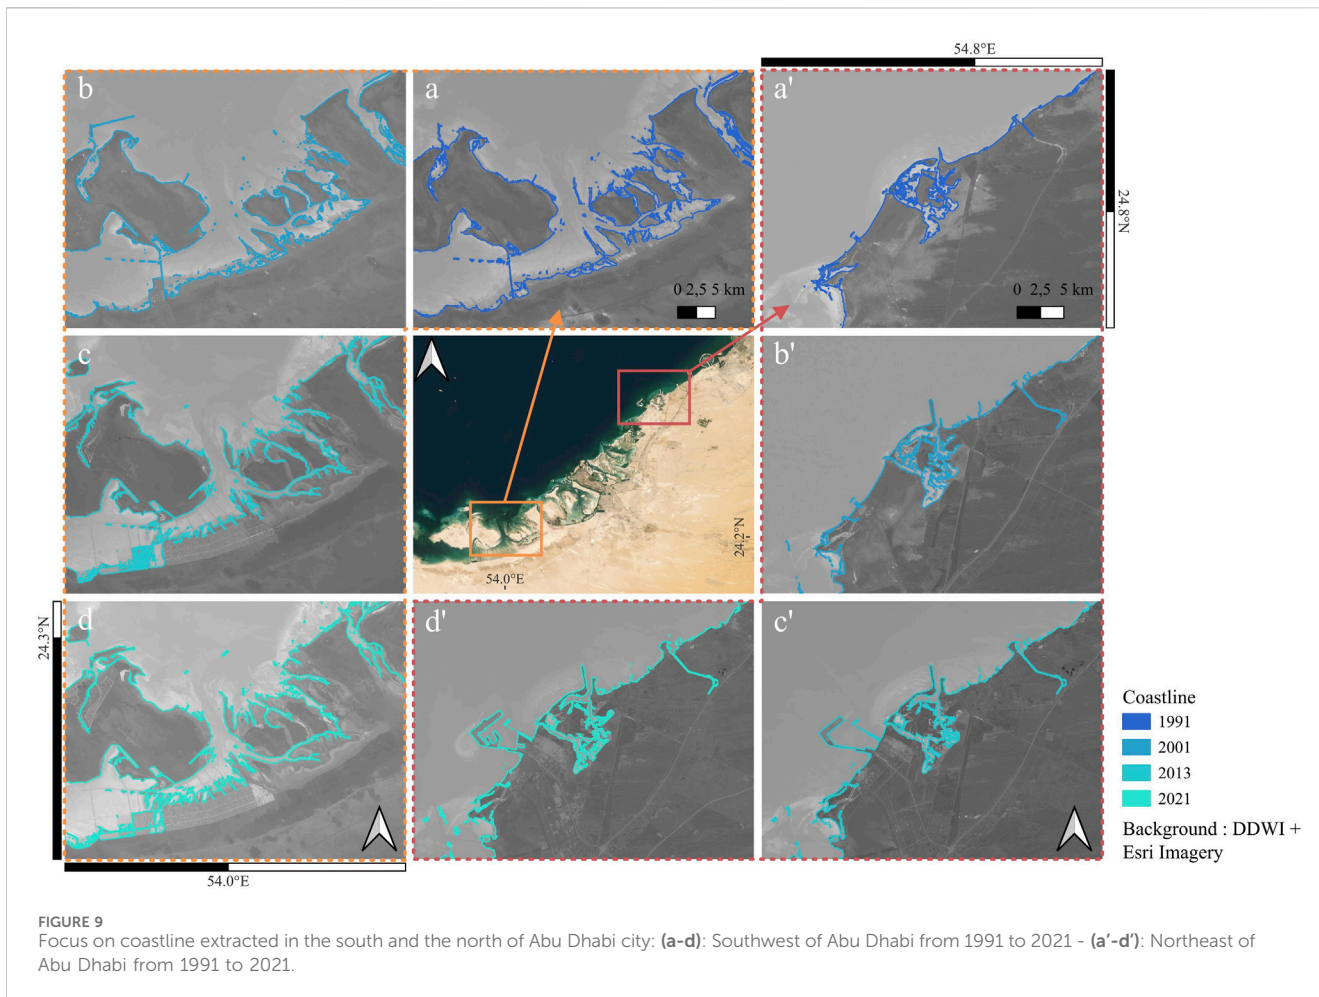 54.8°E
b
a
a'
24.8°N
0 2,5 5 km
0 2,5 5 km
c
b'
24.2°N
54.0°E
d
d'
c'
24.3°N
54.0°E
Coastline
1991
2001
2013
2021
Background : DDWI +
Esri Imagery
FIGURE 9
Focus on coastline extracted in the south and the north of Abu Dhabi city: (a-d): Southwest of Abu Dhabi from 1991 to 2021 - (a’-d’): Northeast of
Abu Dhabi from 1991 to 2021.